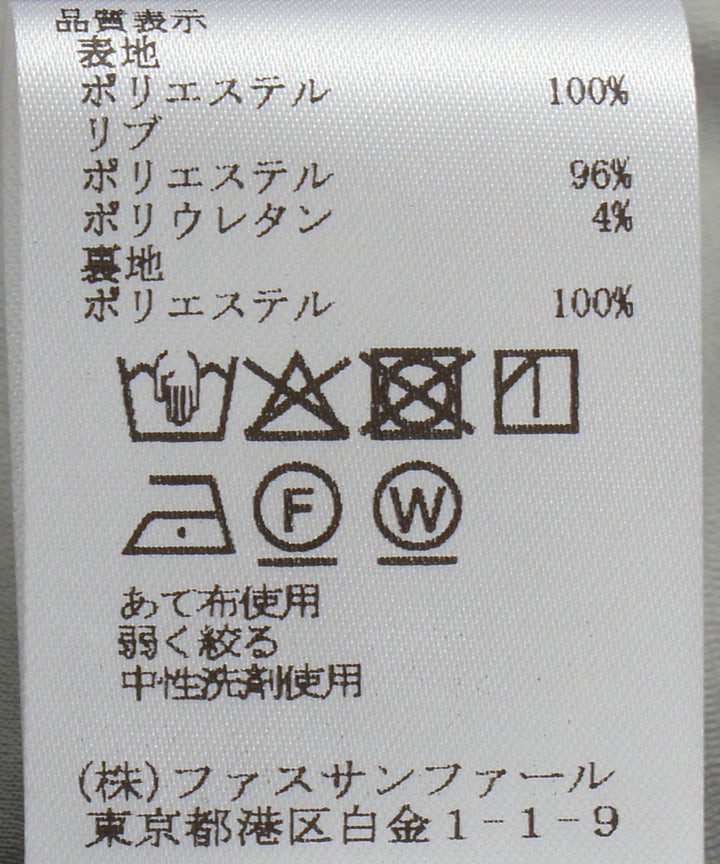 品質表示
表地
ポリエステル 100%
リブ
ポリエステル 96%
ポリウレタン 4%
裏地
ポリエステル 100%
F W
あて布使用
弱く絞る
中性洗剤使用
(株)ファスサンファール
東京都港区白金1-1-9